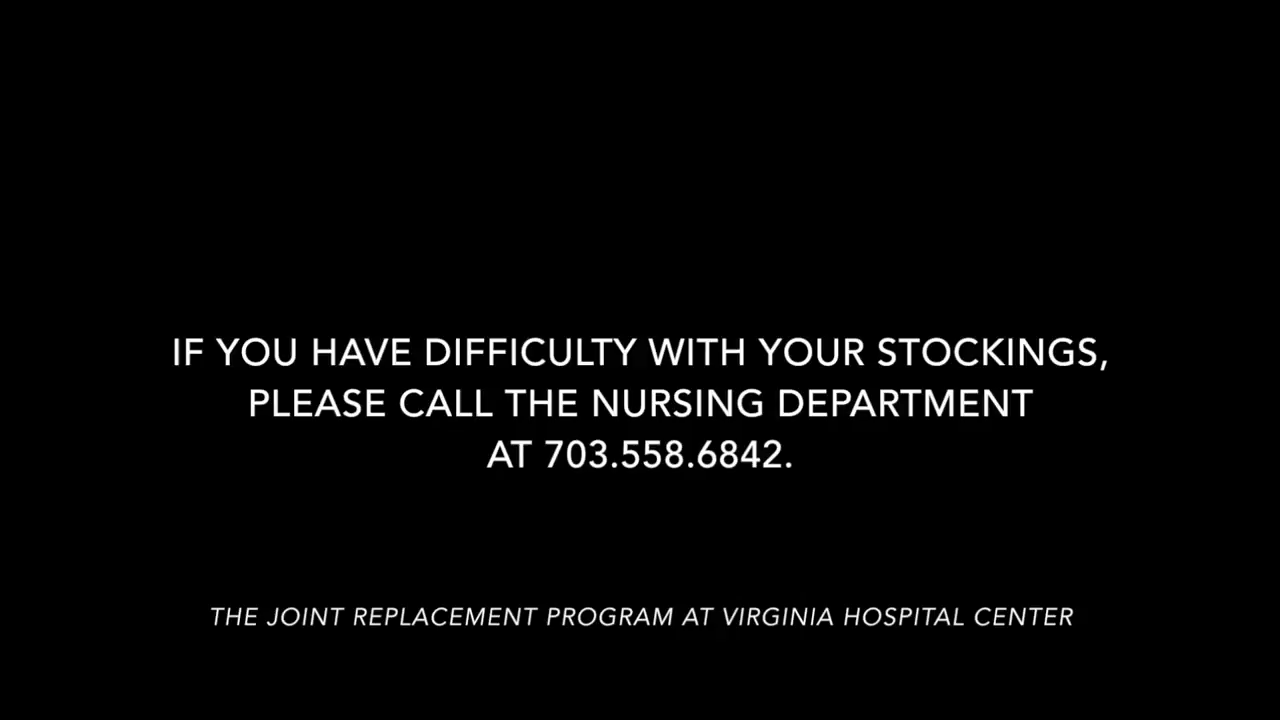 IF YOU HAVE DIFFICULTY WITH YOUR STOCKINGS,
PLEASE CALL THE NURSING DEPARTMENT
AT 703.558.6842.
THE JOINT REPLACEMENT PROGRAM AT VIRGINIA HOSPITAL CENTER